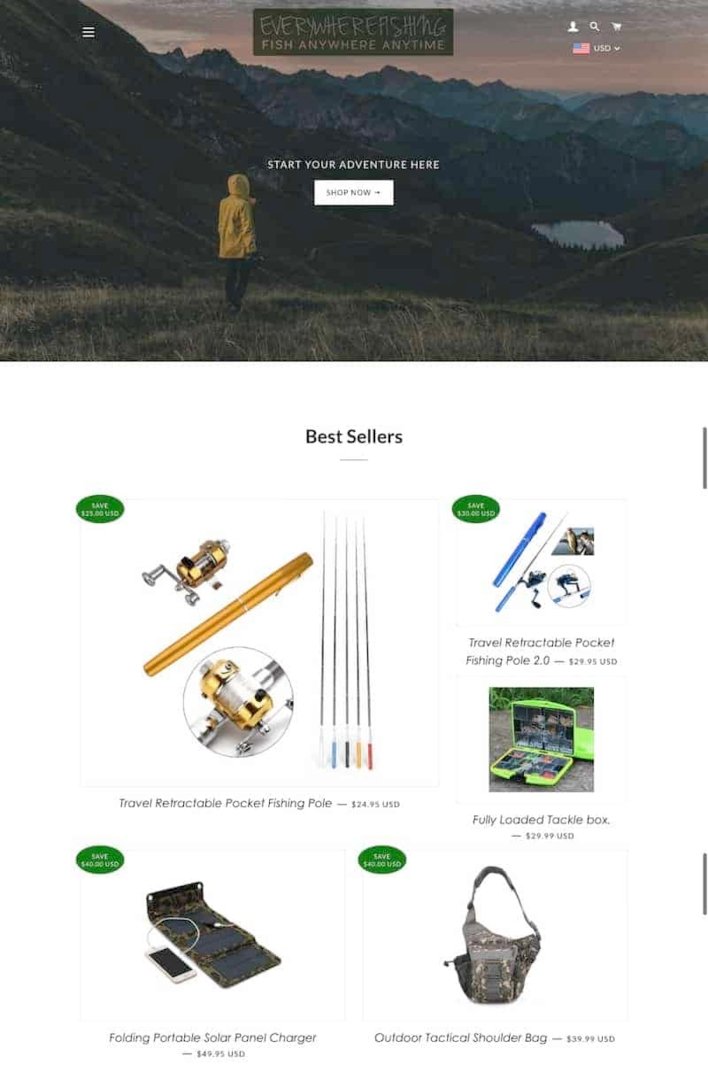 EVERYWHEREFISHING
FISH ANYWHERE ANYTIME
USD
START YOUR ADVENTURE HERE
SHOP NOW →
Best Sellers
SAVE
$25.00 USD
Travel Retractable Pocket Fishing Pole — $24.95 USD
SAVE
$30.00 USD
Travel Retractable Pocket
Fishing Pole 2.0 — $29.95 USD
Fully Loaded Tackle box.
— $29.99 USD
SAVE
$40.00 USD
Folding Portable Solar Panel Charger
— $49.95 USD
SAVE
$40.00 USD
Outdoor Tactical Shoulder Bag — $39.99 USD